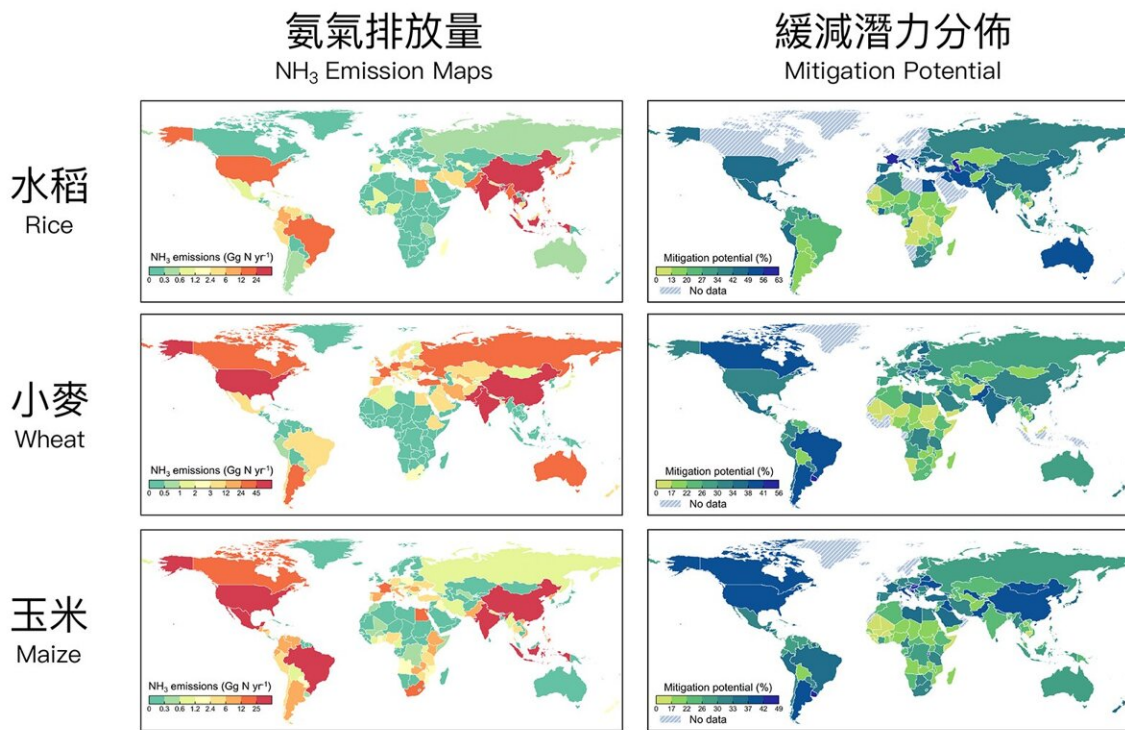 氨氣排放量
NH₃ Emission Maps
緩減潛力分佈
Mitigation Potential
水稻
Rice
NH₃ emissions (Gg N yr⁻¹)
0 0.3 0.6 1.2 2.4 6 12 24
Mitigation potential (%)
0 13 20 27 34 42 49 56 63
No data
小麥
Wheat
NH₃ emissions (Gg N yr⁻¹)
0 0.5 1 2 3 12 24 45
Mitigation potential (%)
0 17 22 26 30 34 38 41 56
No data
玉米
Maize
NH₃ emissions (Gg N yr⁻¹)
0 0.3 0.6 1.2 2.4 6 12 25
Mitigation potential (%)
0 17 22 26 30 34 37 42 49
No data